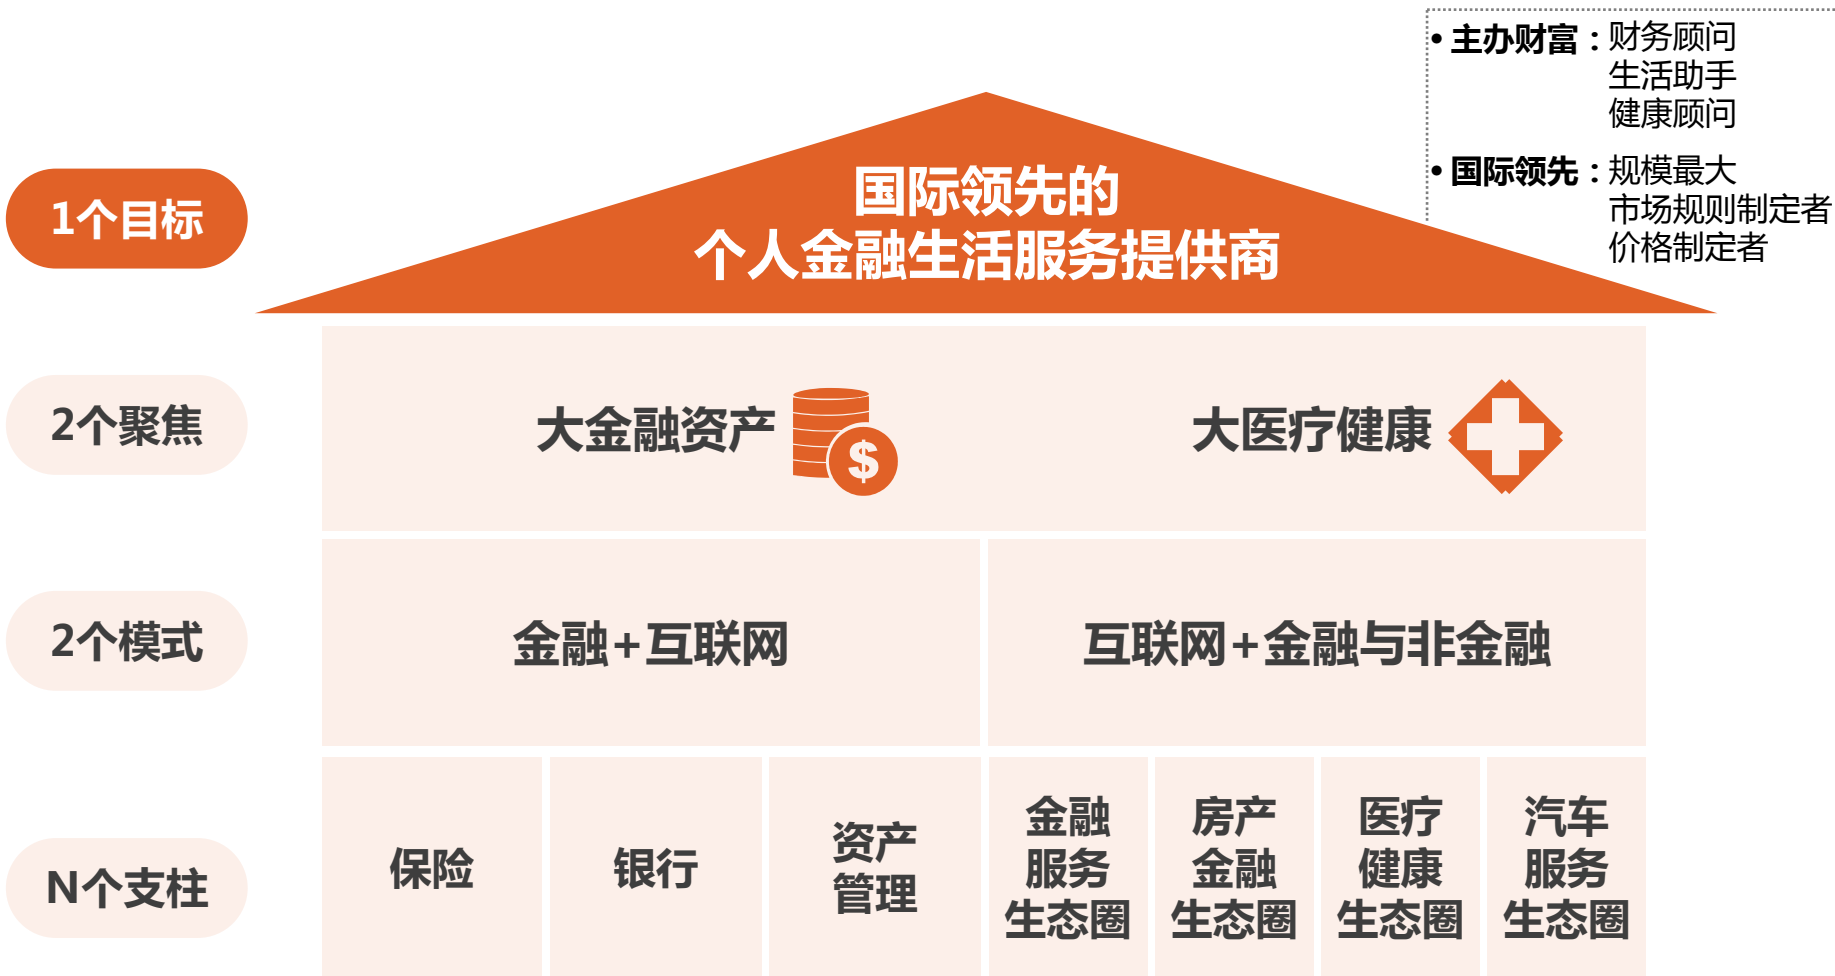 • 主办财富：财务顾问
生活助手
健康顾问
• 国际领先：规模最大
市场规则制定者
价格制定者
1个目标
国际领先的
个人金融生活服务提供商
2个聚焦
大金融资产
$
大医疗健康
2个模式
金融+互联网
互联网+金融与非金融
N个支柱
保险
银行
资产
管理
金融
服务
生态圈
房产
金融
生态圈
医疗
健康
生态圈
汽车
服务
生态圈